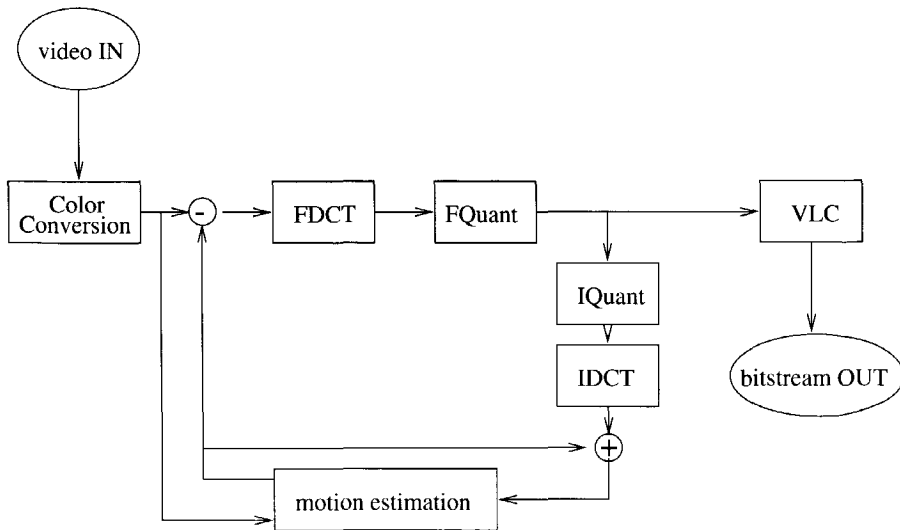 video IN
Color
Conversion
-
FDCT
FQuant
VLC
IQuant
IDCT
bitstream OUT
+
motion estimation